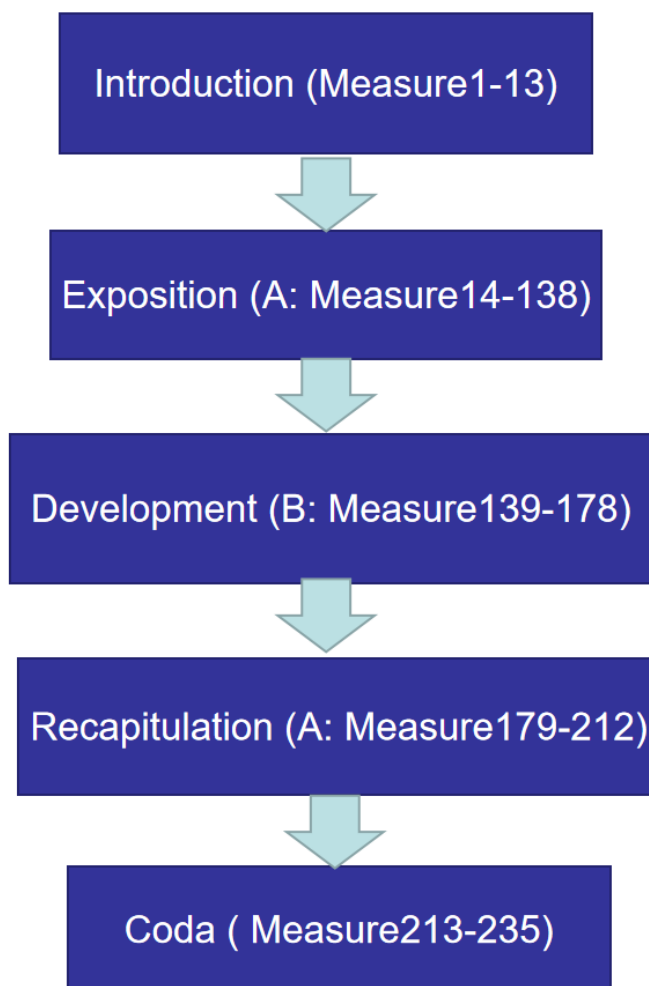 Introduction (Measure1-13)
Exposition (A: Measure14-138)
Development (B: Measure139-178)
Recapitulation (A: Measure179-212)
Coda ( Measure213-235)